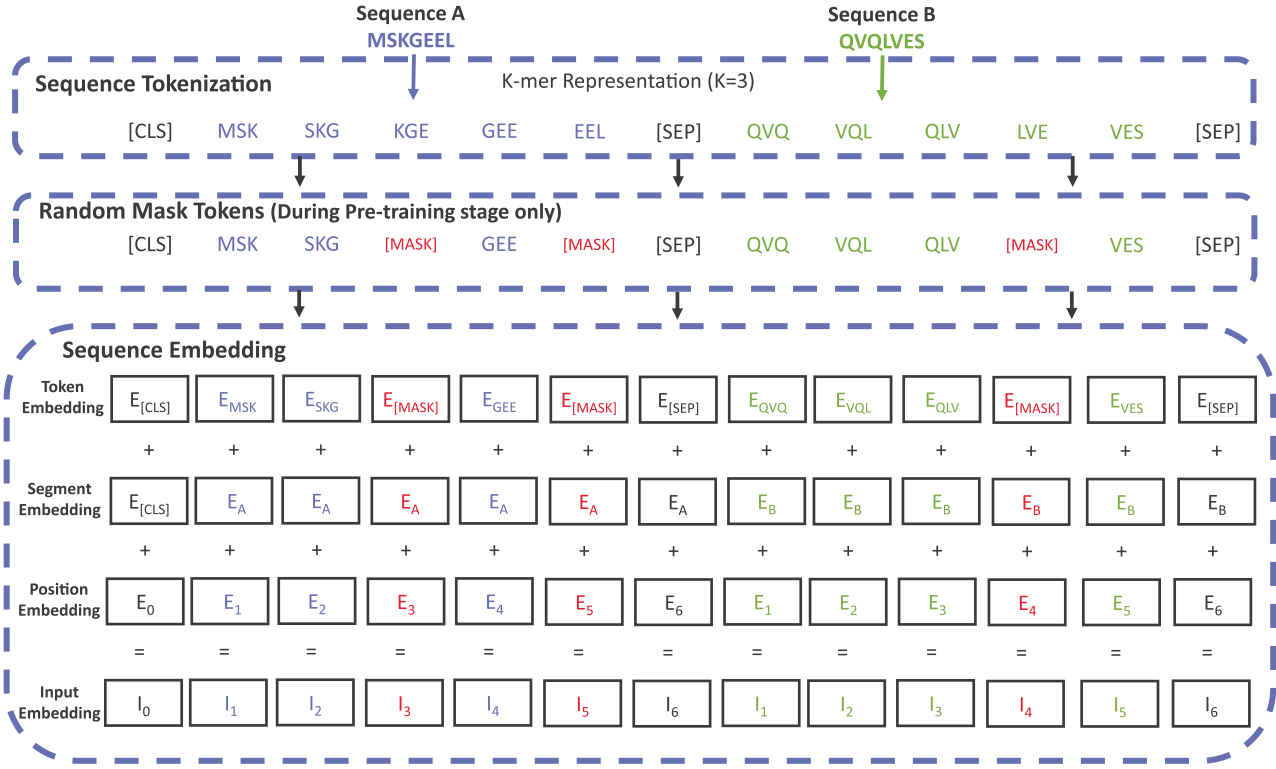 Sequence A Sequence B
MSKGEEL QVQLVES
Sequence Tokenization K-mer Representation (K=3)
[CLS] MSK SKG KGE GEE EEL [SEP] QVQ VQL QLV LVE VES [SEP]
Random Mask Tokens (During Pre-training stage only)
[CLS] MSK SKG [MASK] GEE [MASK] [SEP] QVQ VQL QLV [MASK] VES [SEP]
Sequence Embedding
Token Embedding E[CLS] EMSK ESKG E[MASK] EGEE E[MASK] E[SEP] EQVQ EVQL EQLV E[MASK] EVES E[SEP]
+ + + + + + + + + + + + +
Segment Embedding E[CLS] EA EA EA EA EA EA EB EB EB EB EB EB
+ + + + + + + + + + + + +
Position Embedding E0 E1 E2 E3 E4 E5 E6 E1 E2 E3 E4 E5 E6
= = = = = = = = = = = = =
Input Embedding I0 I1 I2 I3 I4 I5 I6 I1 I2 I3 I4 I5 I6